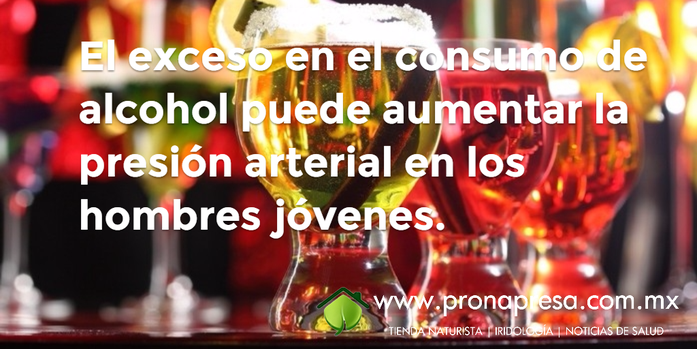 El exceso en el consumo de
alcohol puede aumentar la
presión arterial en los
hombres jóvenes.
www.pronapresa.com.mx
TIENDA NATURISTA | IRIDOLOGÍA | NOTICIAS DE SALUD